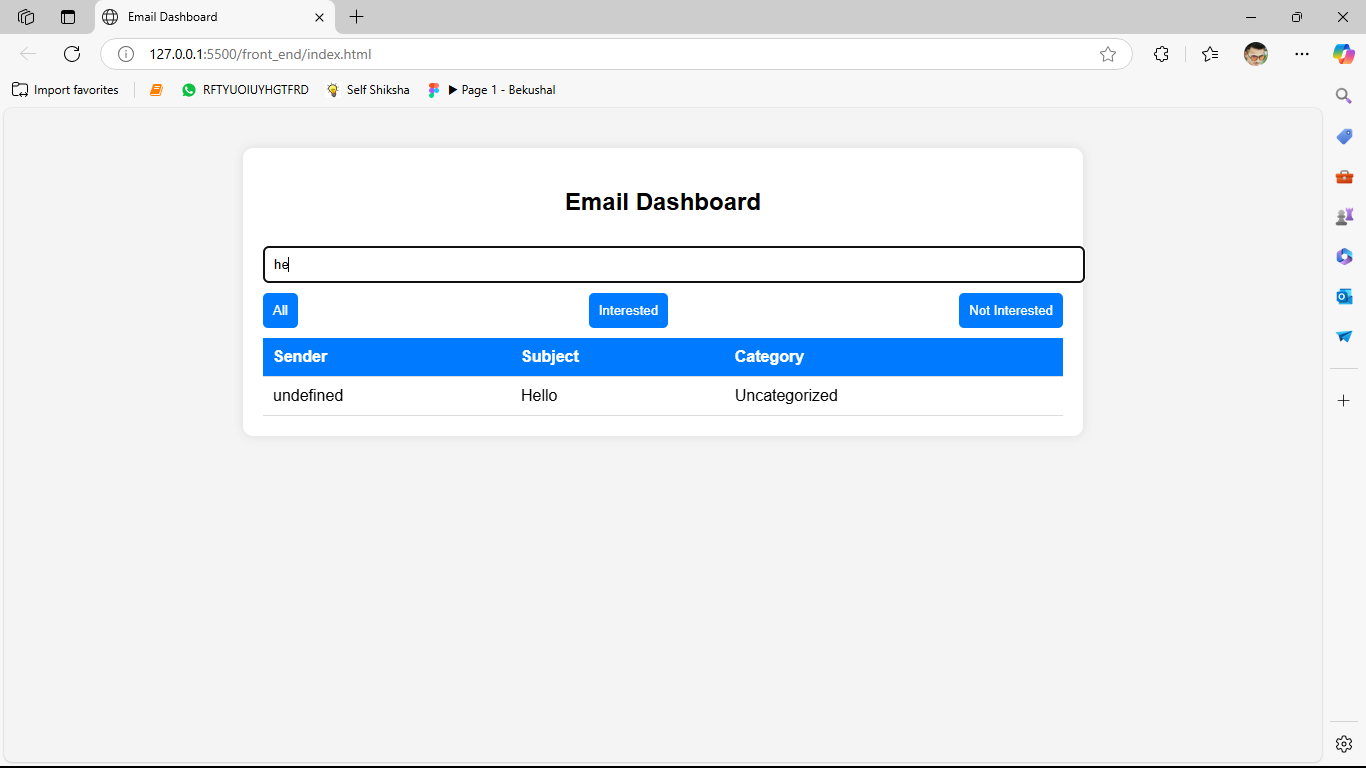 Email Dashboard
127.0.0.1:5500/front_end/index.html
Import favorites
RFTYUOIUYHGTFRD
Self Shiksha
▶ Page 1 - Bekushal
Email Dashboard
he
All Interested Not Interested
Sender Subject Category
undefined Hello Uncategorized